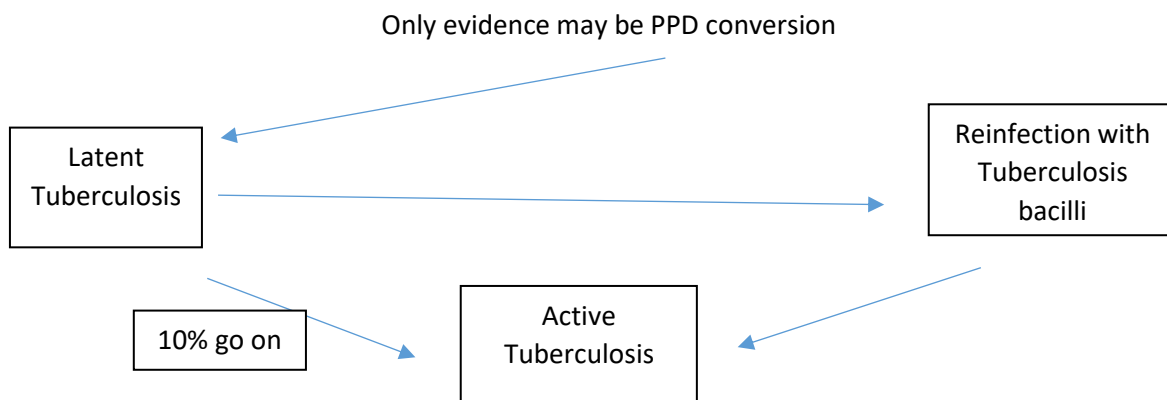 Only evidence may be PPD conversion
Latent
Tuberculosis
Reinfection with
Tuberculosis
bacilli
10% go on
Active
Tuberculosis